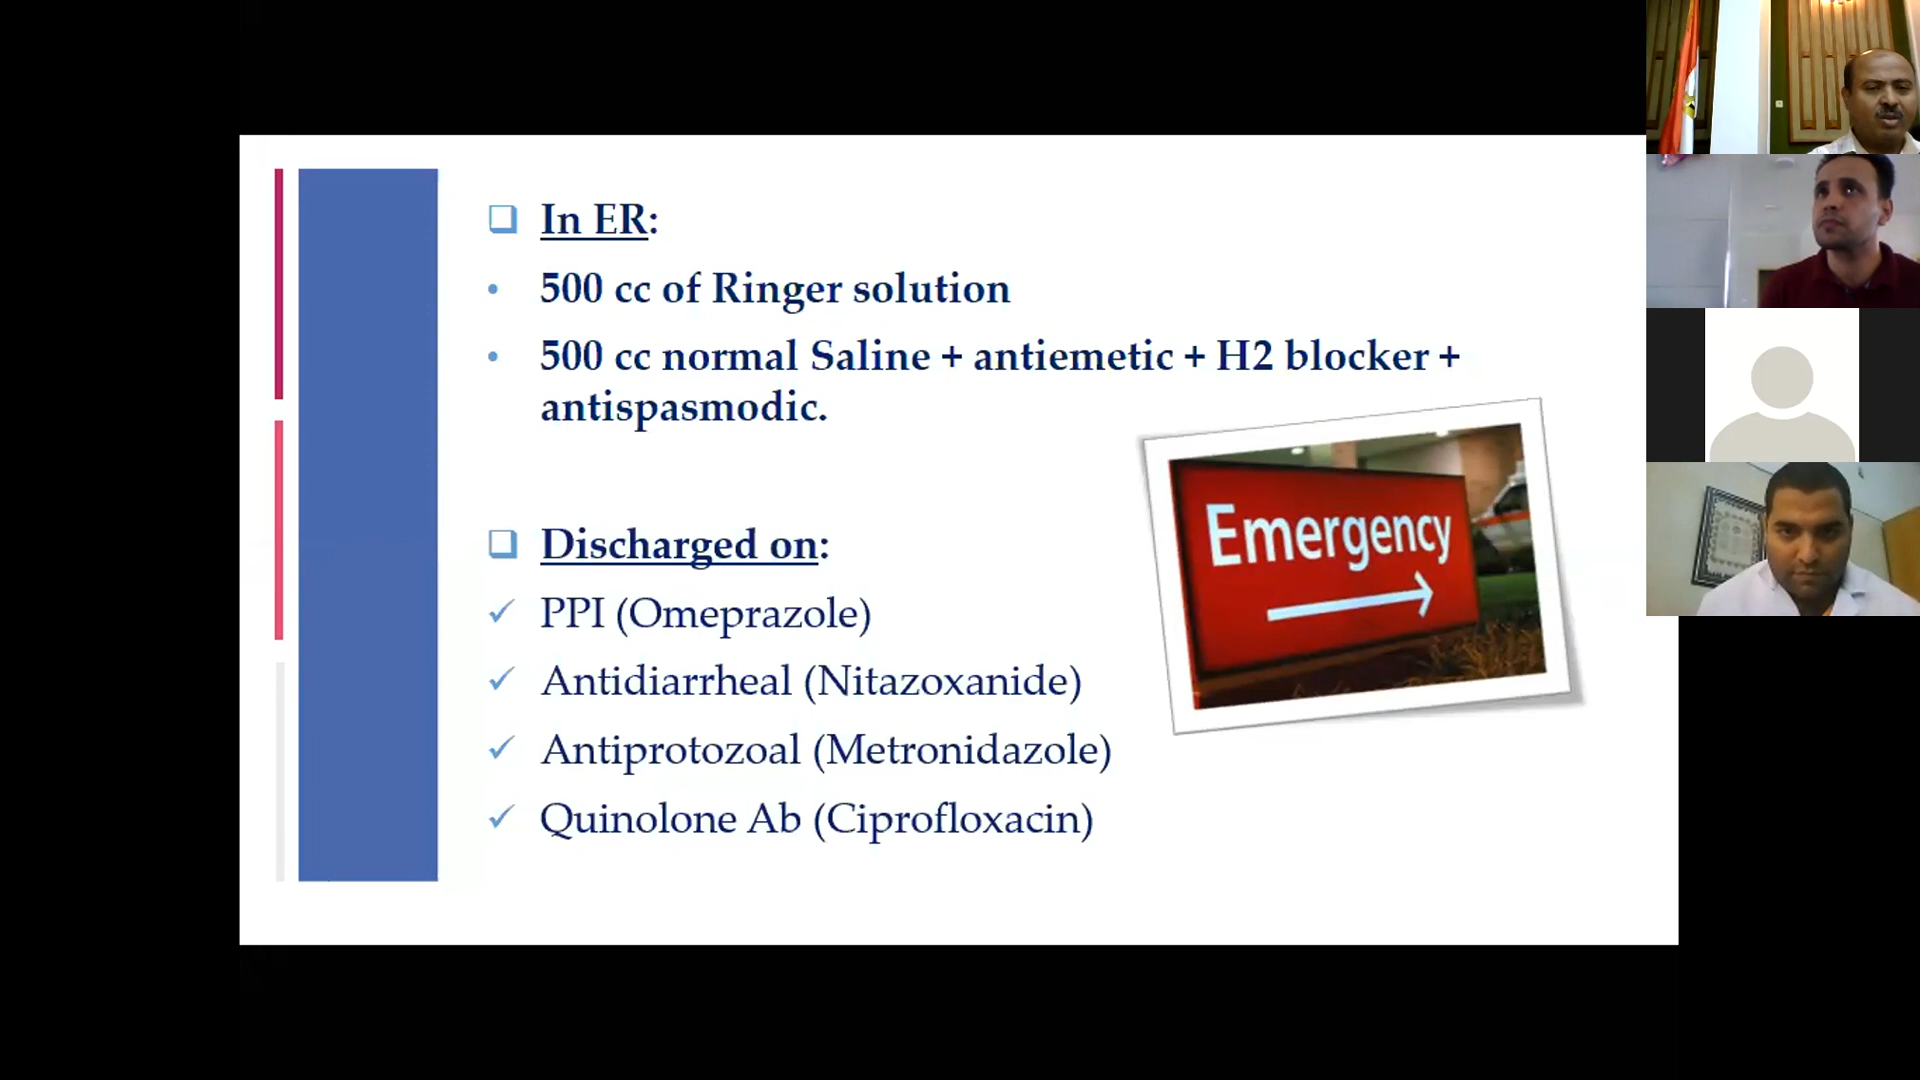 In ER:
500 cc of Ringer solution
500 cc normal Saline + antiemetic + H2 blocker +
antispasmodic.
Emergency
Discharged on:
PPI (Omeprazole)
Antidiarrheal (Nitazoxanide)
Antiprotozoal (Metronidazole)
Quinolone Ab (Ciprofloxacin)